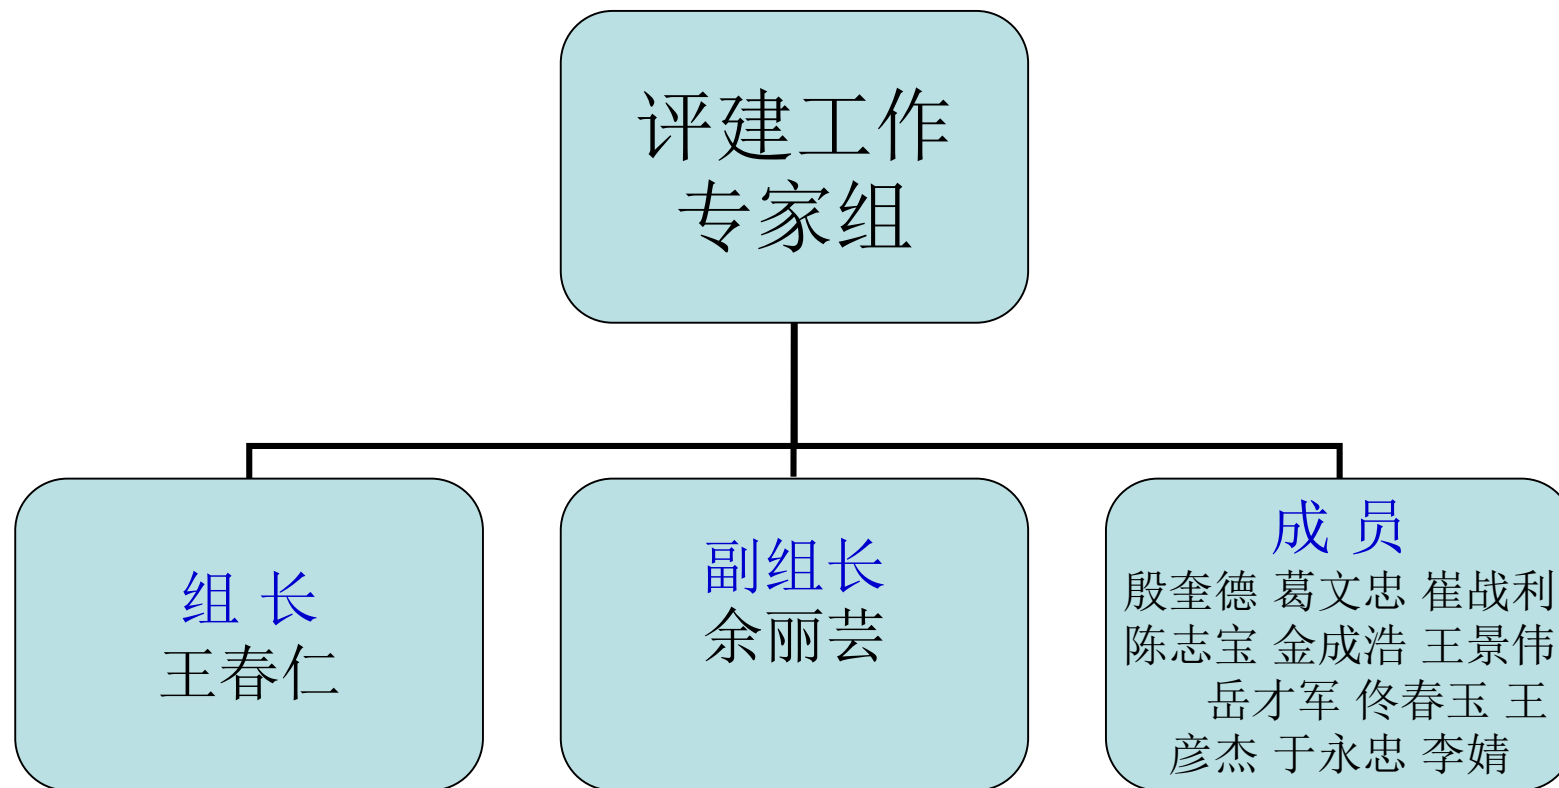 评建工作
专家组
组 长
王春仁
副组长
余丽芸
成 员
殷奎德 葛文忠 崔战利
陈志宝 金成浩 王景伟
岳才军 佟春玉 王
彦杰 于永忠 李婧